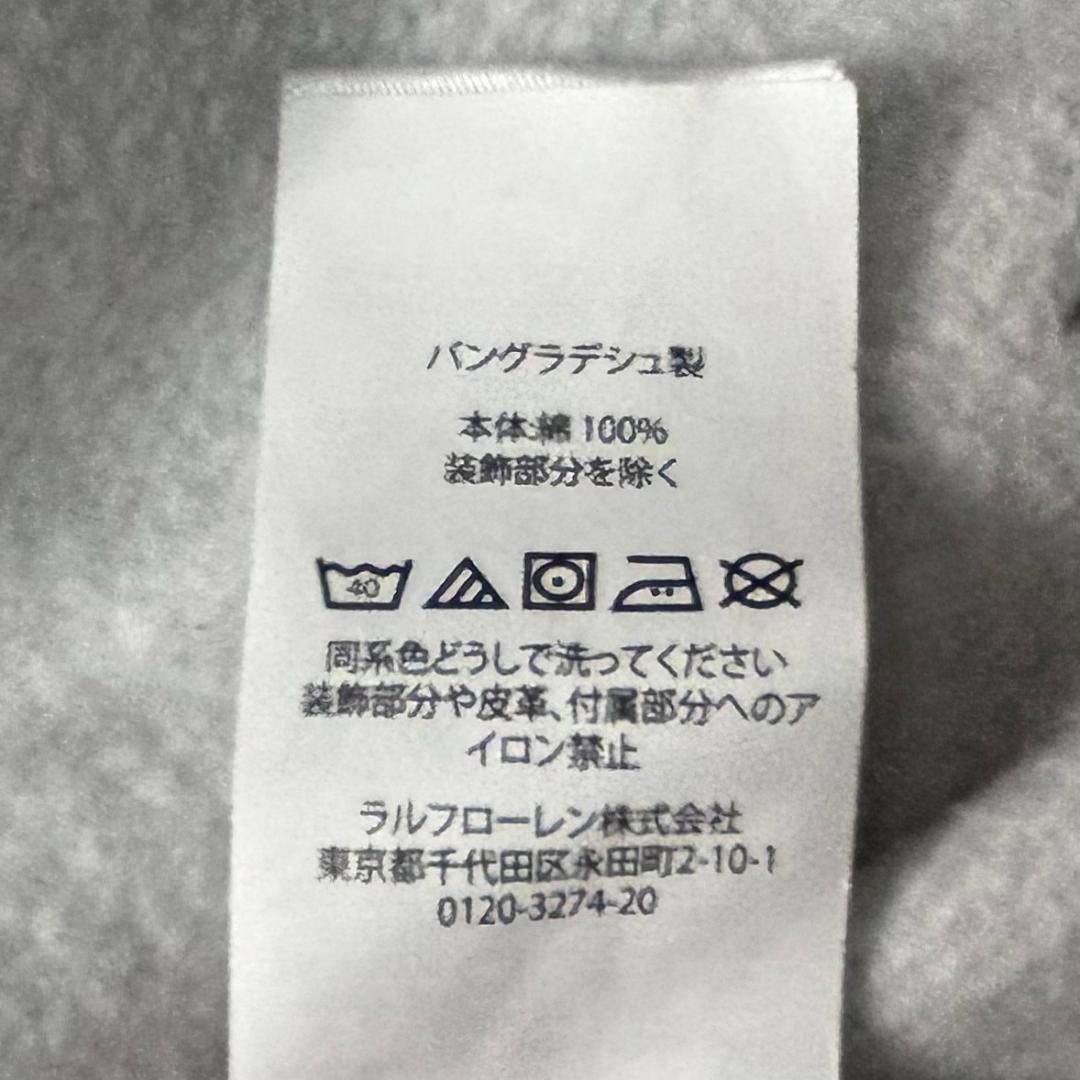 バングラデシュ製
本体:綿 100%
装飾部分を除く
40
同系色どうしで洗ってください
装飾部分や皮革、付属部分へのア
イロン禁止
ラルフローレン株式会社
東京都千代田区永田町2-10-1
0120-3274-20